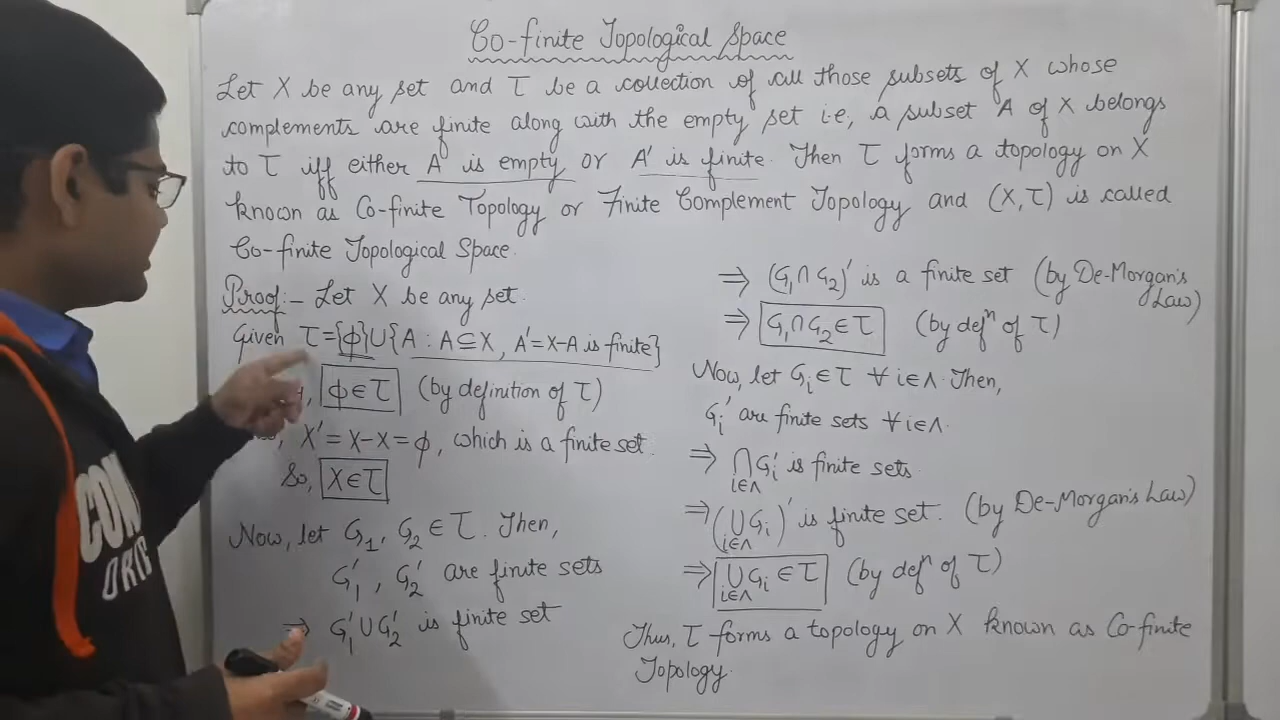 Co-finite Topological Space
Let X be any set and τ be a collection of all those subsets of X whose
complements are finite along with the empty set i.e., a subset A of X belongs
to τ iff either A is empty or A' is finite. Then τ forms a topology on X
known as Co-finite Topology or Finite Complement Topology and (X,τ) is called
Co-finite Topological Space.
Proof:- Let X be any set.
Given τ={ϕ}∪{A : A⊆X, A'=X-A is finite}
ϕ∈τ (by definition of τ)
X'=X-X=ϕ, which is a finite set.
So, X∈τ
Now, let G₁, G₂ ∈ τ. Then,
G₁', G₂' are finite sets
⇒ G₁'∪G₂' is finite set
⇒ (G₁∩G₂)' is a finite set (by De-Morgan's
Law)
⇒ G₁∩G₂∈τ (by defⁿ of τ)
Now, let Gᵢ∈τ ∀ i∈Λ. Then,
Gᵢ' are finite sets ∀ i∈Λ.
⇒ ∩ Gᵢ' is finite sets
i∈Λ
⇒ (∪Gᵢ)' is finite set. (by De-Morgan's Law)
i∈Λ
⇒ ∪Gᵢ ∈ τ (by defⁿ of τ)
i∈Λ
Thus, τ forms a topology on X known as Co-finite
Topology.